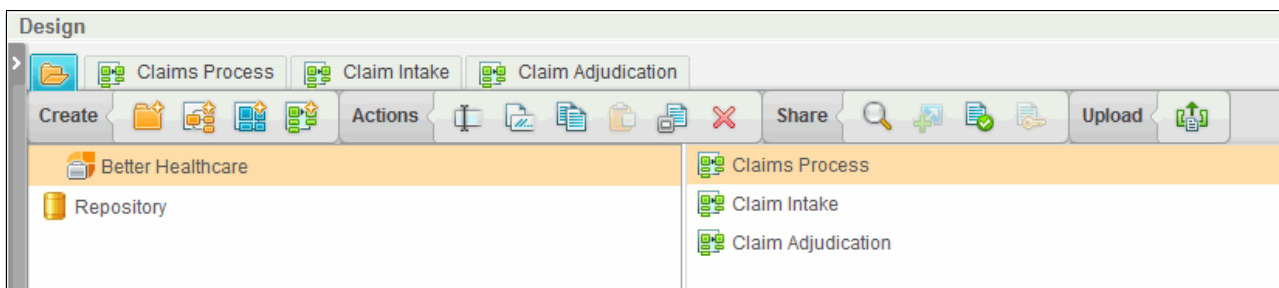 Design
Claims Process Claim Intake Claim Adjudication
Create Actions Share Upload
Better Healthcare
Repository
Claims Process
Claim Intake
Claim Adjudication